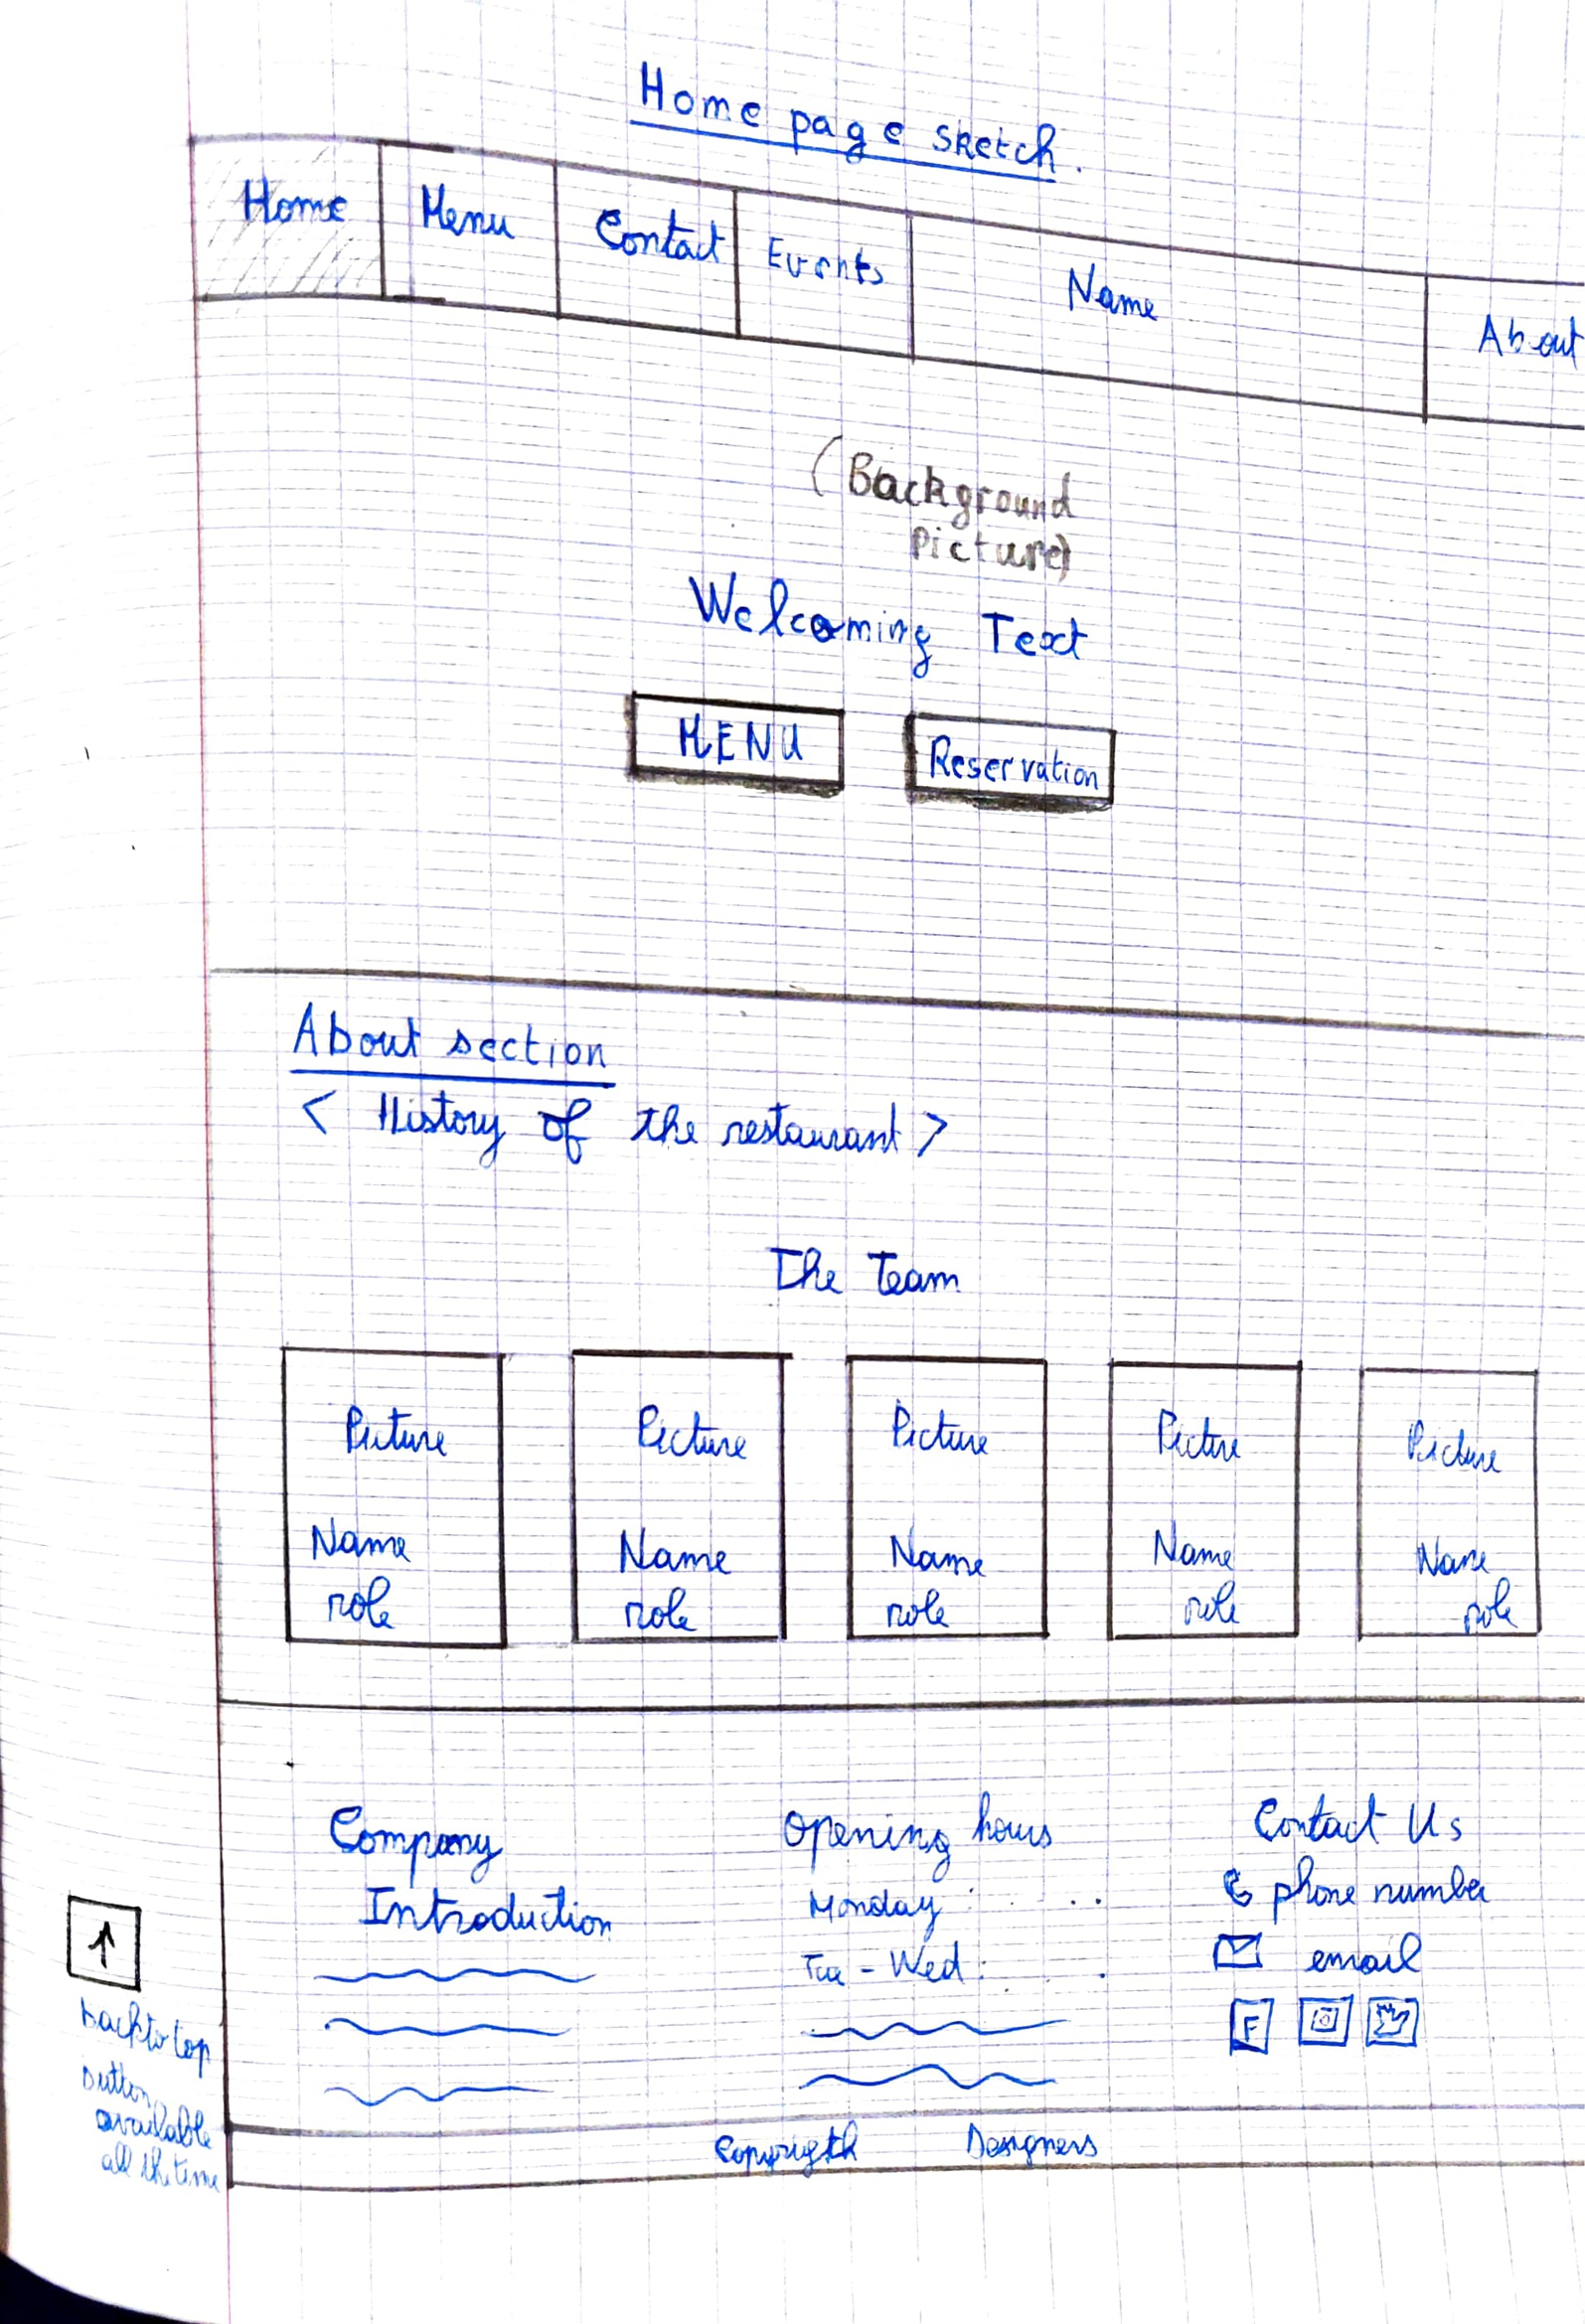 Home page sketch.
Home Menu Contact Events Name About
(Background
picture)
Welcoming Text
MENU Reservation
About section
< History of the restaurant >
The Team
Picture Picture Picture Picture Picture
Name Name Name Name Name
role role role role role
Company Opening hours Contact Us
Introduction Monday : .. phone number
Tue - Wed : . email
F
↑
back to top
button
available
all the time
Copyrigth Designers